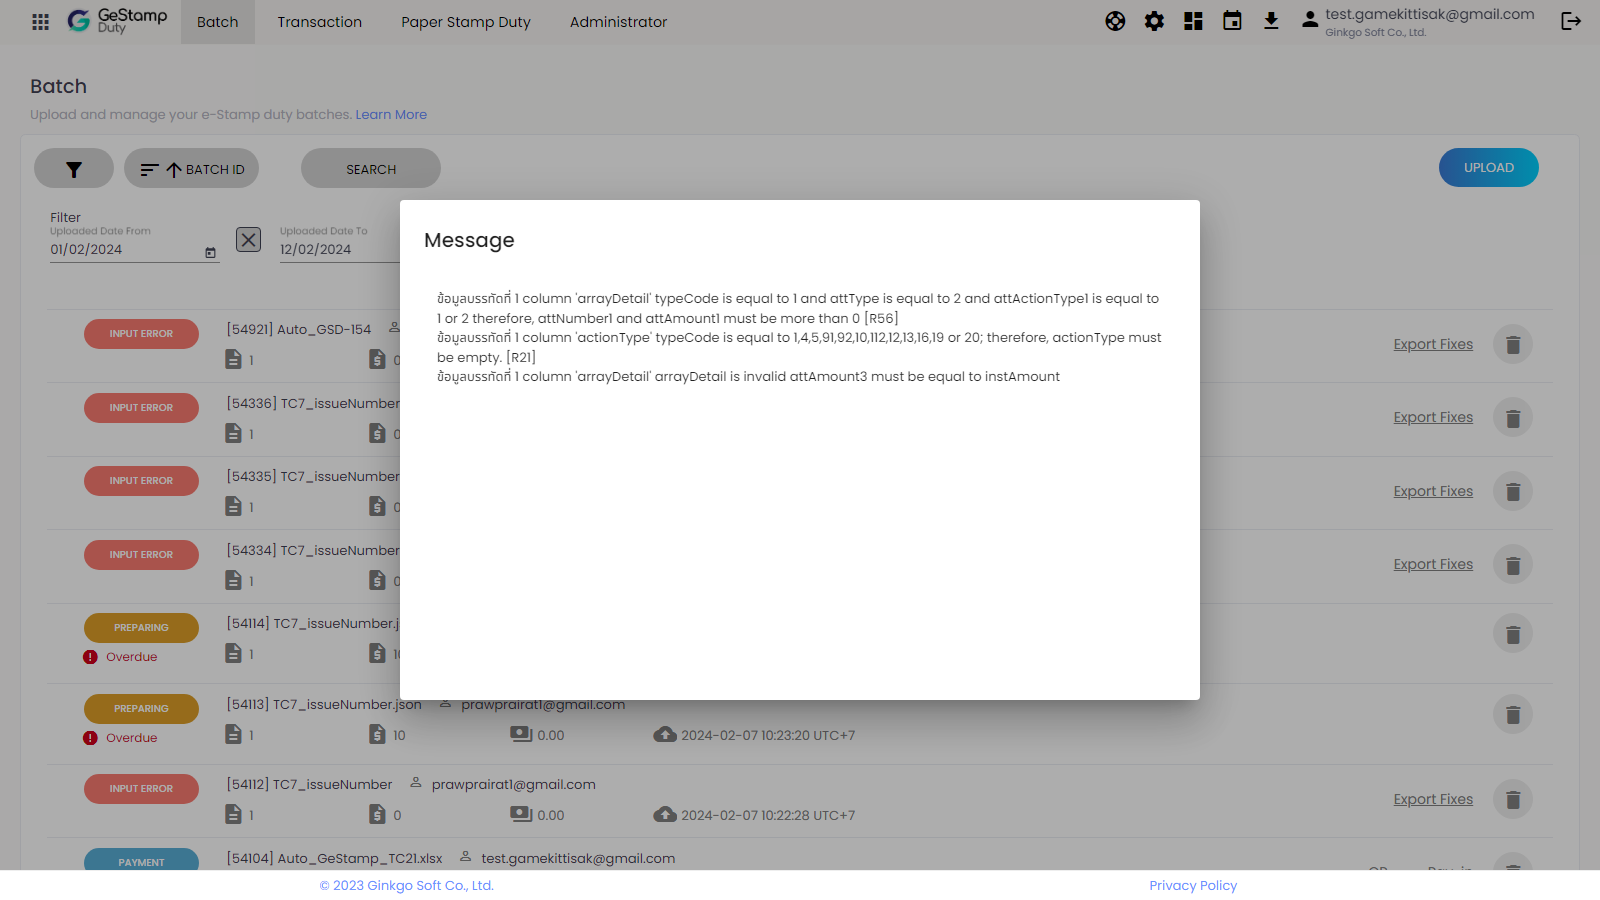 GeStamp
Duty
Batch
Transaction
Paper Stamp Duty
Administrator
test.gamekittisak@gmail.com
Ginkgo Soft Co., Ltd.
Batch
Upload and manage your e-Stamp duty batches. Learn More
BATCH ID
SEARCH
UPLOAD
Filter
Uploaded Date From
01/02/2024
Uploaded Date To
12/02/2024
Message
ข้อมูลบรรทัดที่ 1 column 'arrayDetail' typeCode is equal to 1 and attType is equal to 2 and attActionType1 is equal to
1 or 2 therefore, attNumber1 and attAmount1 must be more than 0 [R56]
ข้อมูลบรรทัดที่ 1 column 'actionType' typeCode is equal to 1,4,5,91,92,10,112,12,13,16,19 or 20; therefore, actionType must
be empty. [R21]
ข้อมูลบรรทัดที่ 1 column 'arrayDetail' arrayDetail is invalid attAmount3 must be equal to instAmount
INPUT ERROR
[54921] Auto_GSD-154
1
Export Fixes
INPUT ERROR
[54336] TC7_issueNumber
1
0
Export Fixes
INPUT ERROR
[54335] TC7_issueNumber
1
0
Export Fixes
INPUT ERROR
[54334] TC7_issueNumber
1
0
Export Fixes
PREPARING
[54114] TC7_issueNumber.j
Overdue
1
10
PREPARING
[54113] TC7_issueNumber.json
prawprairat1@gmail.com
Overdue
1
10
0.00
2024-02-07 10:23:20 UTC+7
INPUT ERROR
[54112] TC7_issueNumber
prawprairat1@gmail.com
1
0
0.00
2024-02-07 10:22:28 UTC+7
Export Fixes
PAYMENT
[54104] Auto_GeStamp_TC21.xlsx
test.gamekittisak@gmail.com
© 2023 Ginkgo Soft Co., Ltd.
Privacy Policy